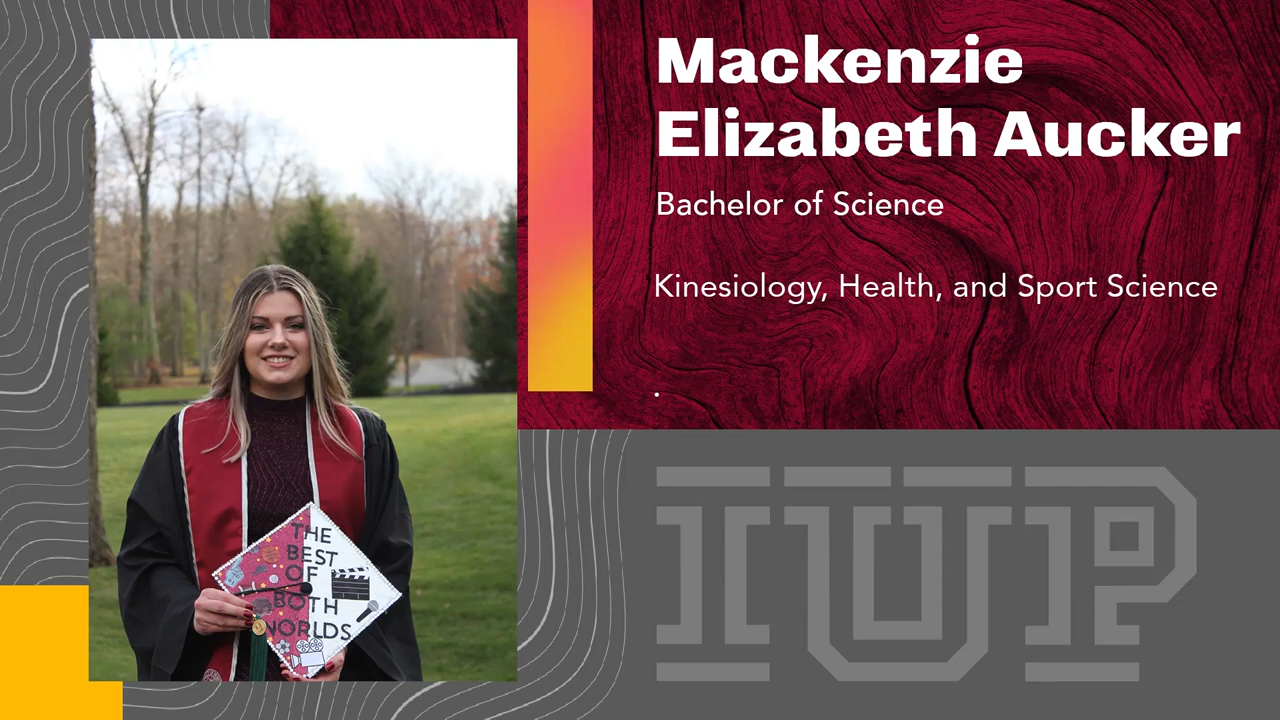 Mackenzie
Elizabeth Aucker
Bachelor of Science
Kinesiology, Health, and Sport Science
.
IUP
THE
BEST
OF
BOTH
WORLDS